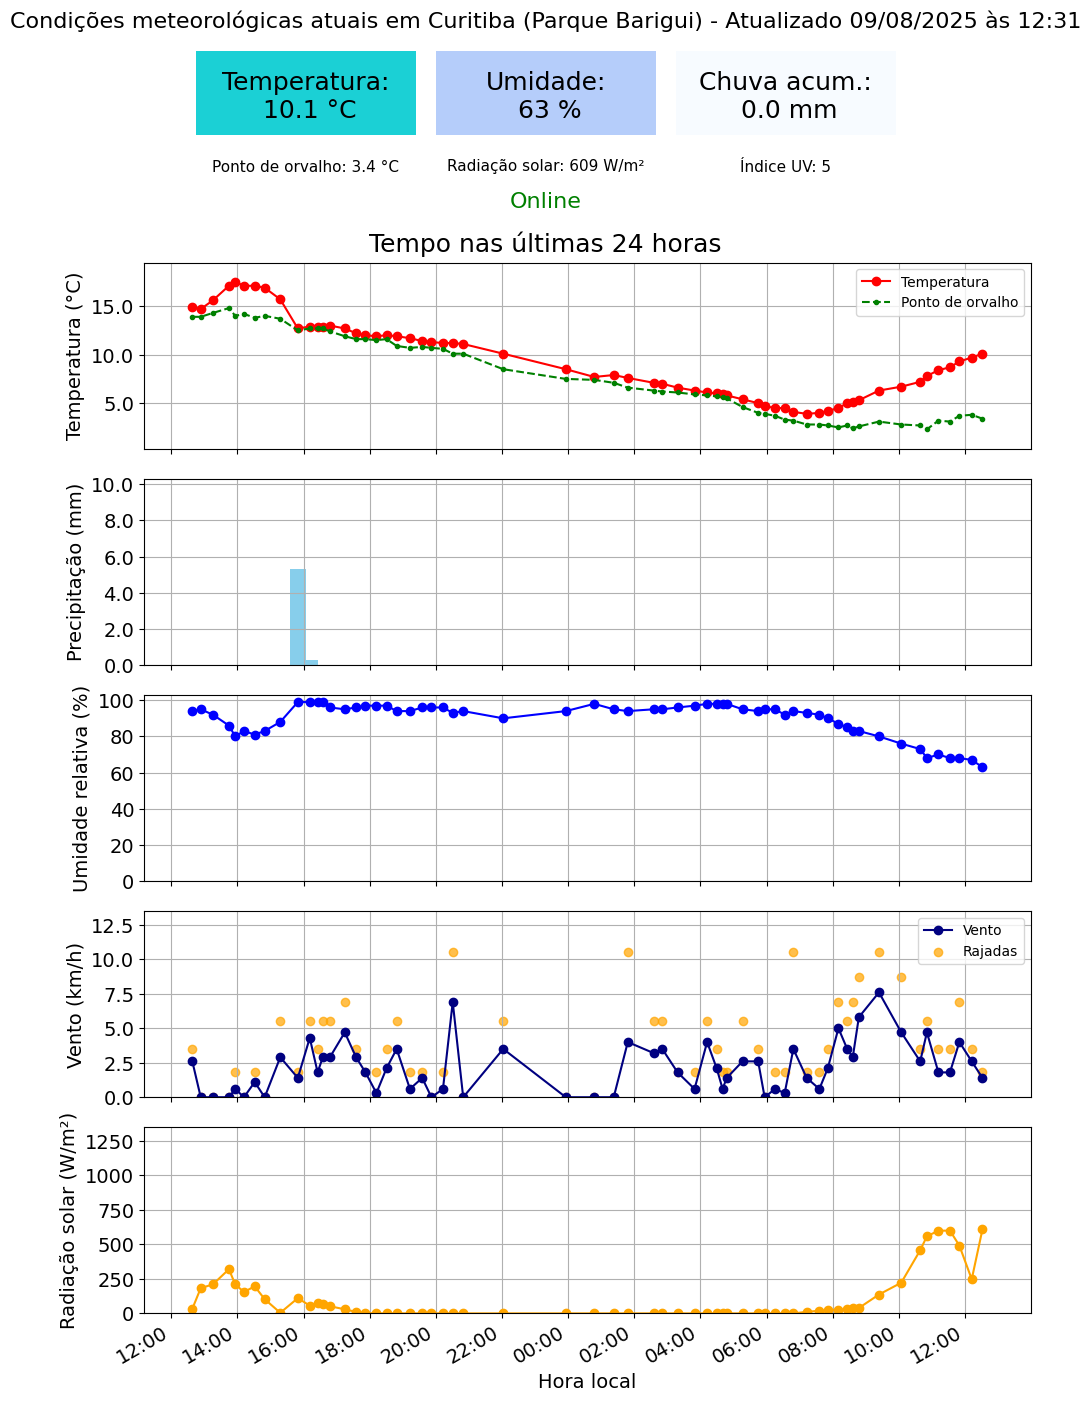 Condições meteorológicas atuais em Curitiba (Parque Barigui) - Atualizado 09/08/2025 às 12:31
Temperatura:
10.1 °C
Umidade:
63 %
Chuva acum.:
0.0 mm
Ponto de orvalho: 3.4 °C
Radiação solar: 609 W/m²
Índice UV: 5
Online
Tempo nas últimas 24 horas
Temperatura (°C)
15.0
10.0
5.0
Temperatura
Ponto de orvalho
Precipitação (mm)
10.0
8.0
6.0
4.0
2.0
0.0
Umidade relativa (%)
100
80
60
40
20
0
Vento (km/h)
12.5
10.0
7.5
5.0
2.5
0.0
Vento
Rajadas
Radiação solar (W/m²)
1250
1000
750
500
250
0
12:00
14:00
16:00
18:00
20:00
22:00
00:00
02:00
04:00
06:00
08:00
10:00
12:00
Hora local